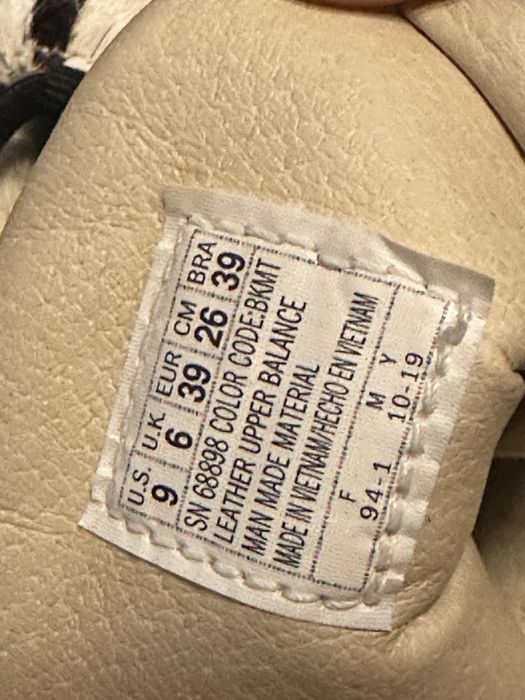 U.S. U.K. EUR CM BRA
9 6 39 26 39
SN 68898 COLOR CODE:BKMT
LEATHER UPPER BALANCE
MAN MADE MATERIAL
MADE IN VIETNAM/HECHO EN VIETNAM
F M Y
94-1 10-19